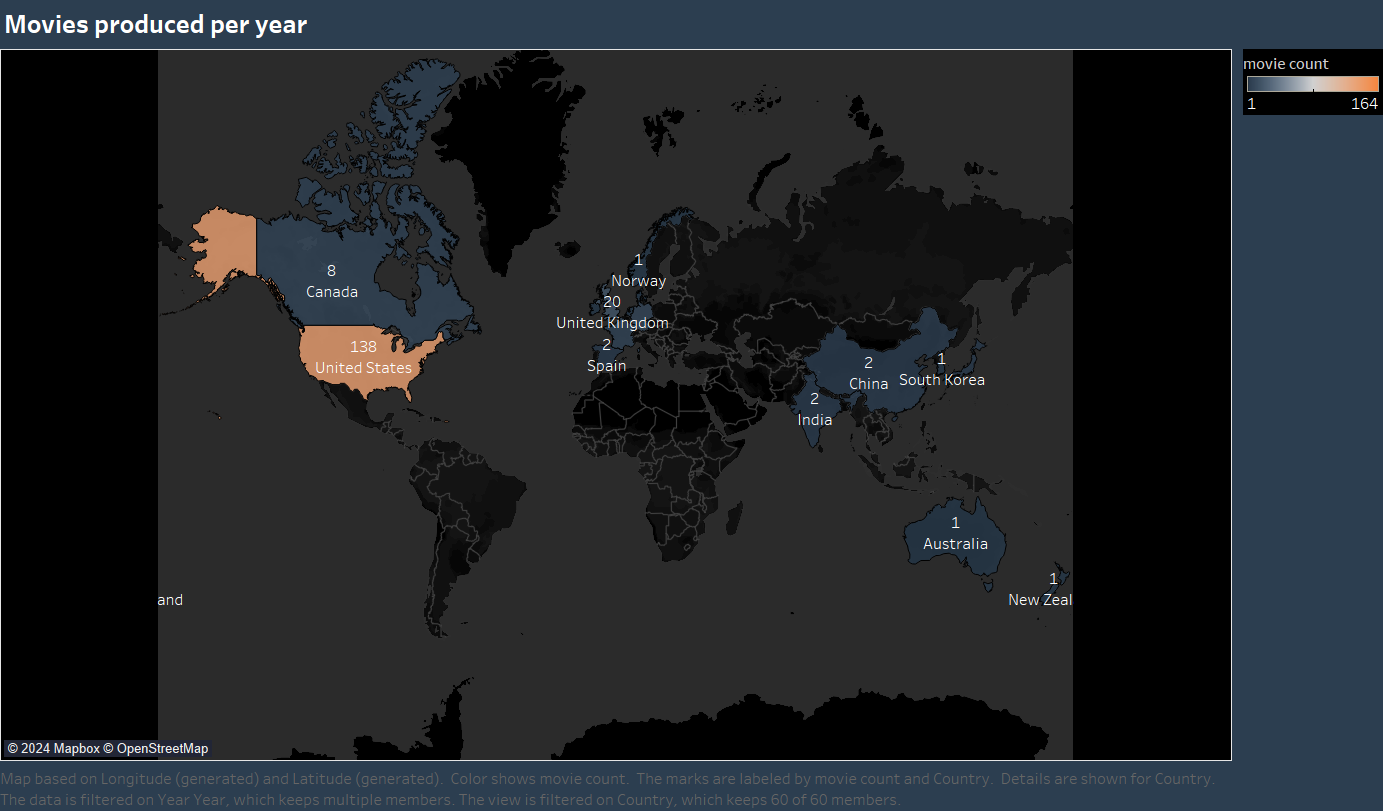 Movies produced per year
movie count
1 164
8
Canada
138
United States
1
Norway
20
United Kingdom
2
Spain
2
China
1
South Korea
2
India
1
Australia
1
New Zeal
and
© 2024 Mapbox © OpenStreetMap
Map based on Longitude (generated) and Latitude (generated). Color shows movie count. The marks are labeled by movie count and Country. Details are shown for Country.
The data is filtered on Year Year, which keeps multiple members. The view is filtered on Country, which keeps 60 of 60 members.